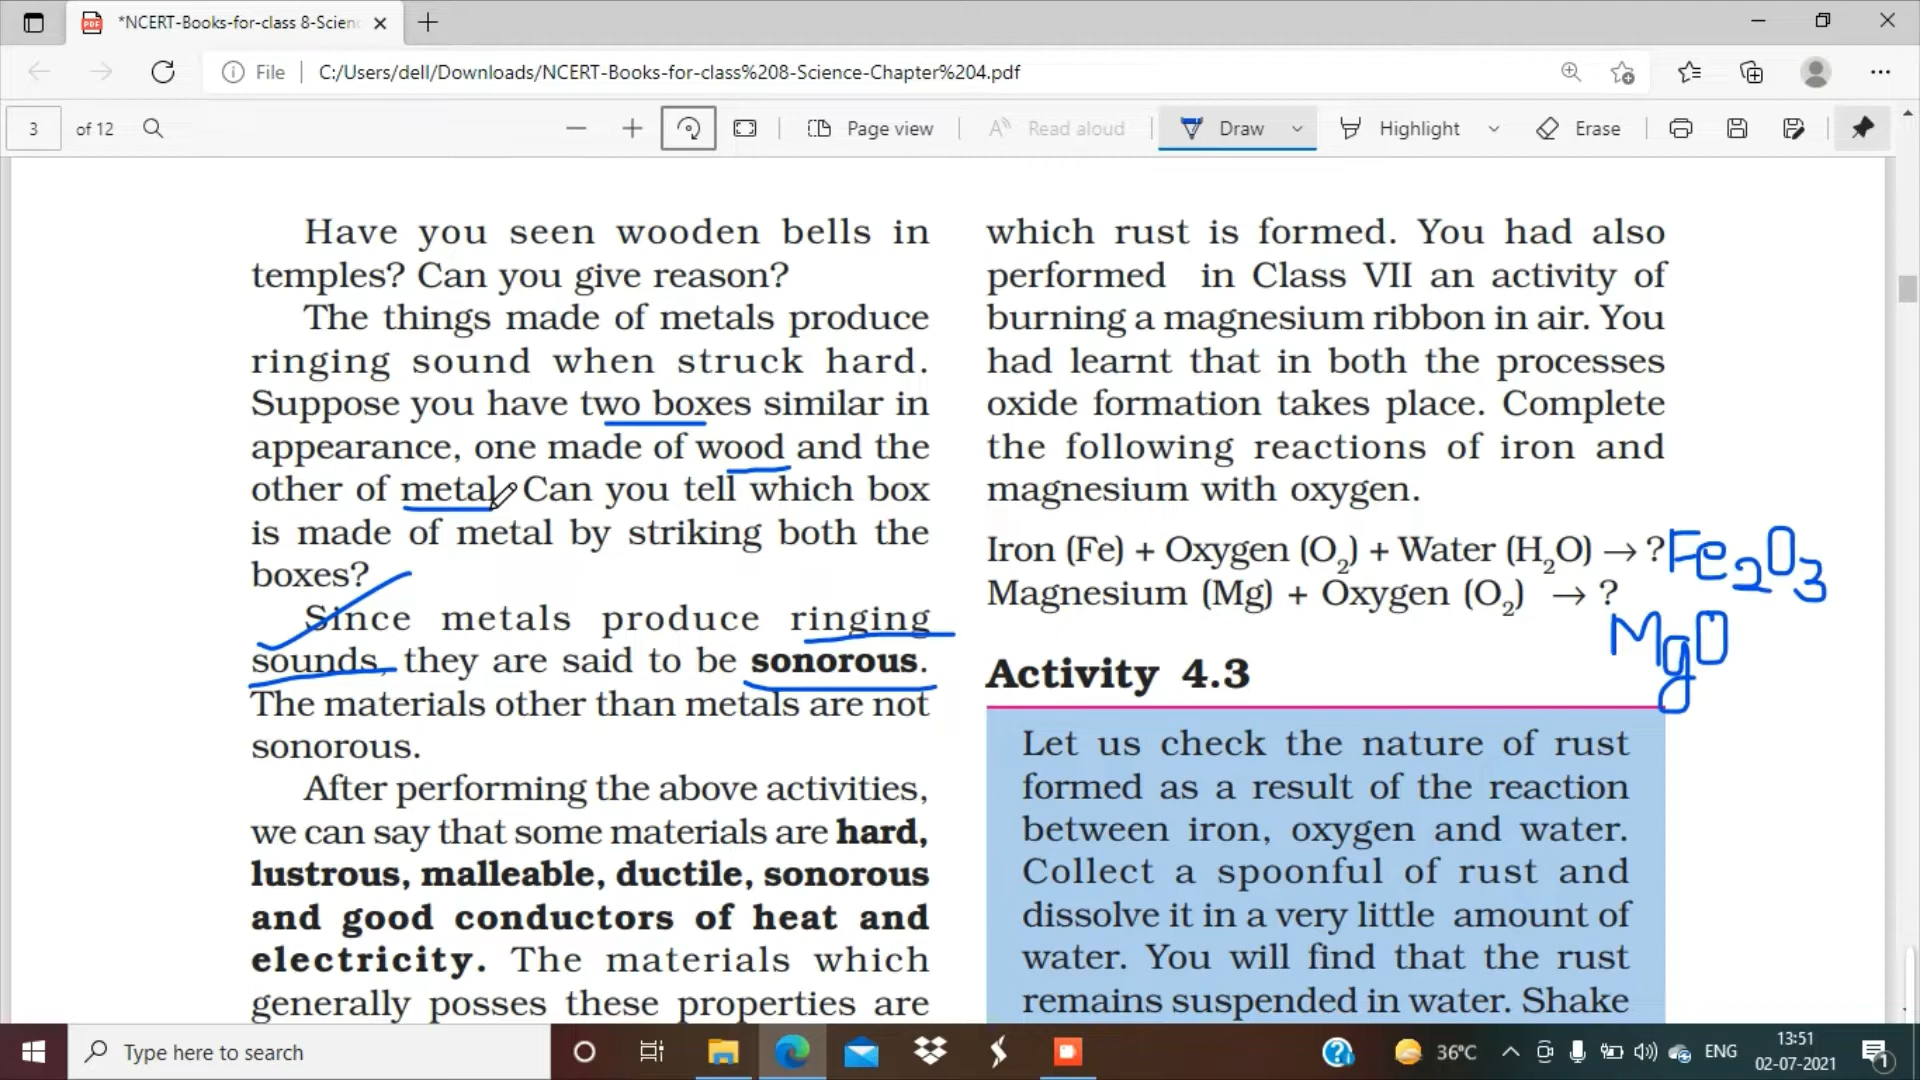 *NCERT-Books-for-class 8-Scien
File
C:/Users/dell/Downloads/NCERT-Books-for-class%208-Science-Chapter%204.pdf
3 of 12
Page view
Read aloud
Draw
Highlight
Erase
Have you seen wooden bells in
temples? Can you give reason?
The things made of metals produce
ringing sound when struck hard.
Suppose you have two boxes similar in
appearance, one made of wood and the
other of metal. Can you tell which box
is made of metal by striking both the
boxes?
Since metals produce ringing
sounds, they are said to be sonorous.
The materials other than metals are not
sonorous.
After performing the above activities,
we can say that some materials are hard,
lustrous, malleable, ductile, sonorous
and good conductors of heat and
electricity. The materials which
generally posses these properties are
which rust is formed. You had also
performed in Class VII an activity of
burning a magnesium ribbon in air. You
had learnt that in both the processes
oxide formation takes place. Complete
the following reactions of iron and
magnesium with oxygen.
Iron (Fe) + Oxygen (O₂) + Water (H₂O) → ? Fe₂O₃
Magnesium (Mg) + Oxygen (O₂) → ?
MgO
Activity 4.3
Let us check the nature of rust
formed as a result of the reaction
between iron, oxygen and water.
Collect a spoonful of rust and
dissolve it in a very little amount of
water. You will find that the rust
remains suspended in water. Shake
Type here to search
36°C
ENG
13:51
02-07-2021
1